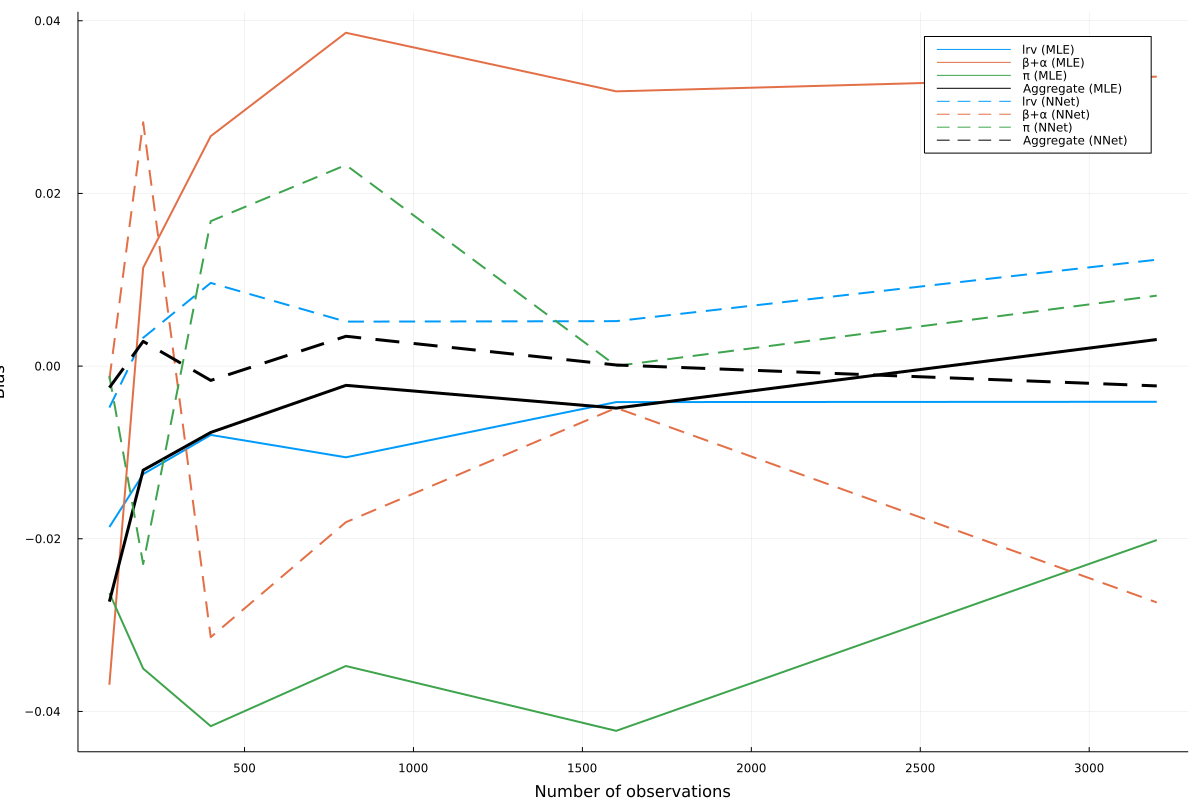 0.04
0.02
0.00
−0.02
−0.04
500
1000
1500
2000
2500
3000
Number of observations
lrv (MLE)
β+α (MLE)
π (MLE)
Aggregate (MLE)
lrv (NNet)
β+α (NNet)
π (NNet)
Aggregate (NNet)